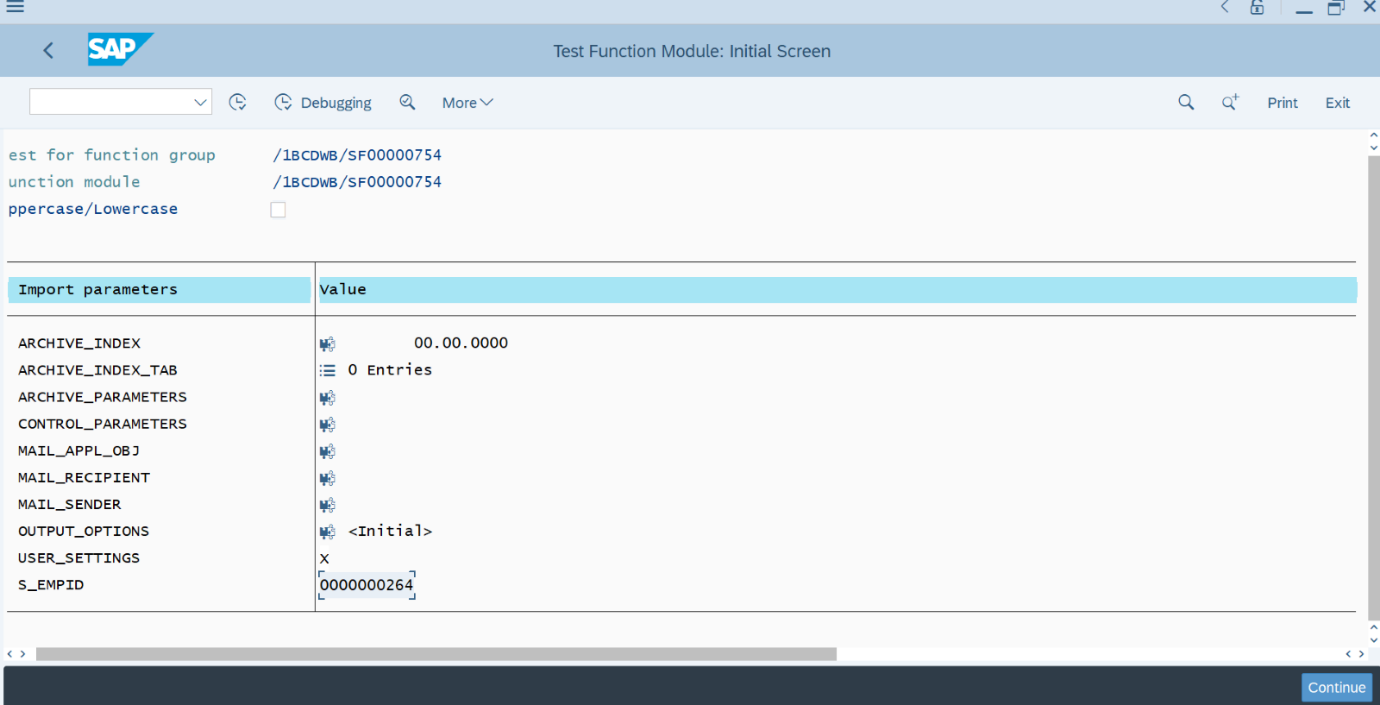 SAP
Test Function Module: Initial Screen
Debugging
More
Print
Exit
est for function group /1BCDWB/SF00000754
unction module /1BCDWB/SF00000754
ppercase/Lowercase
Import parameters Value
ARCHIVE_INDEX 00.00.0000
ARCHIVE_INDEX_TAB 0 Entries
ARCHIVE_PARAMETERS
CONTROL_PARAMETERS
MAIL_APPL_OBJ
MAIL_RECIPIENT
MAIL_SENDER
OUTPUT_OPTIONS <Initial>
USER_SETTINGS X
S_EMPID 0000000264
Continue